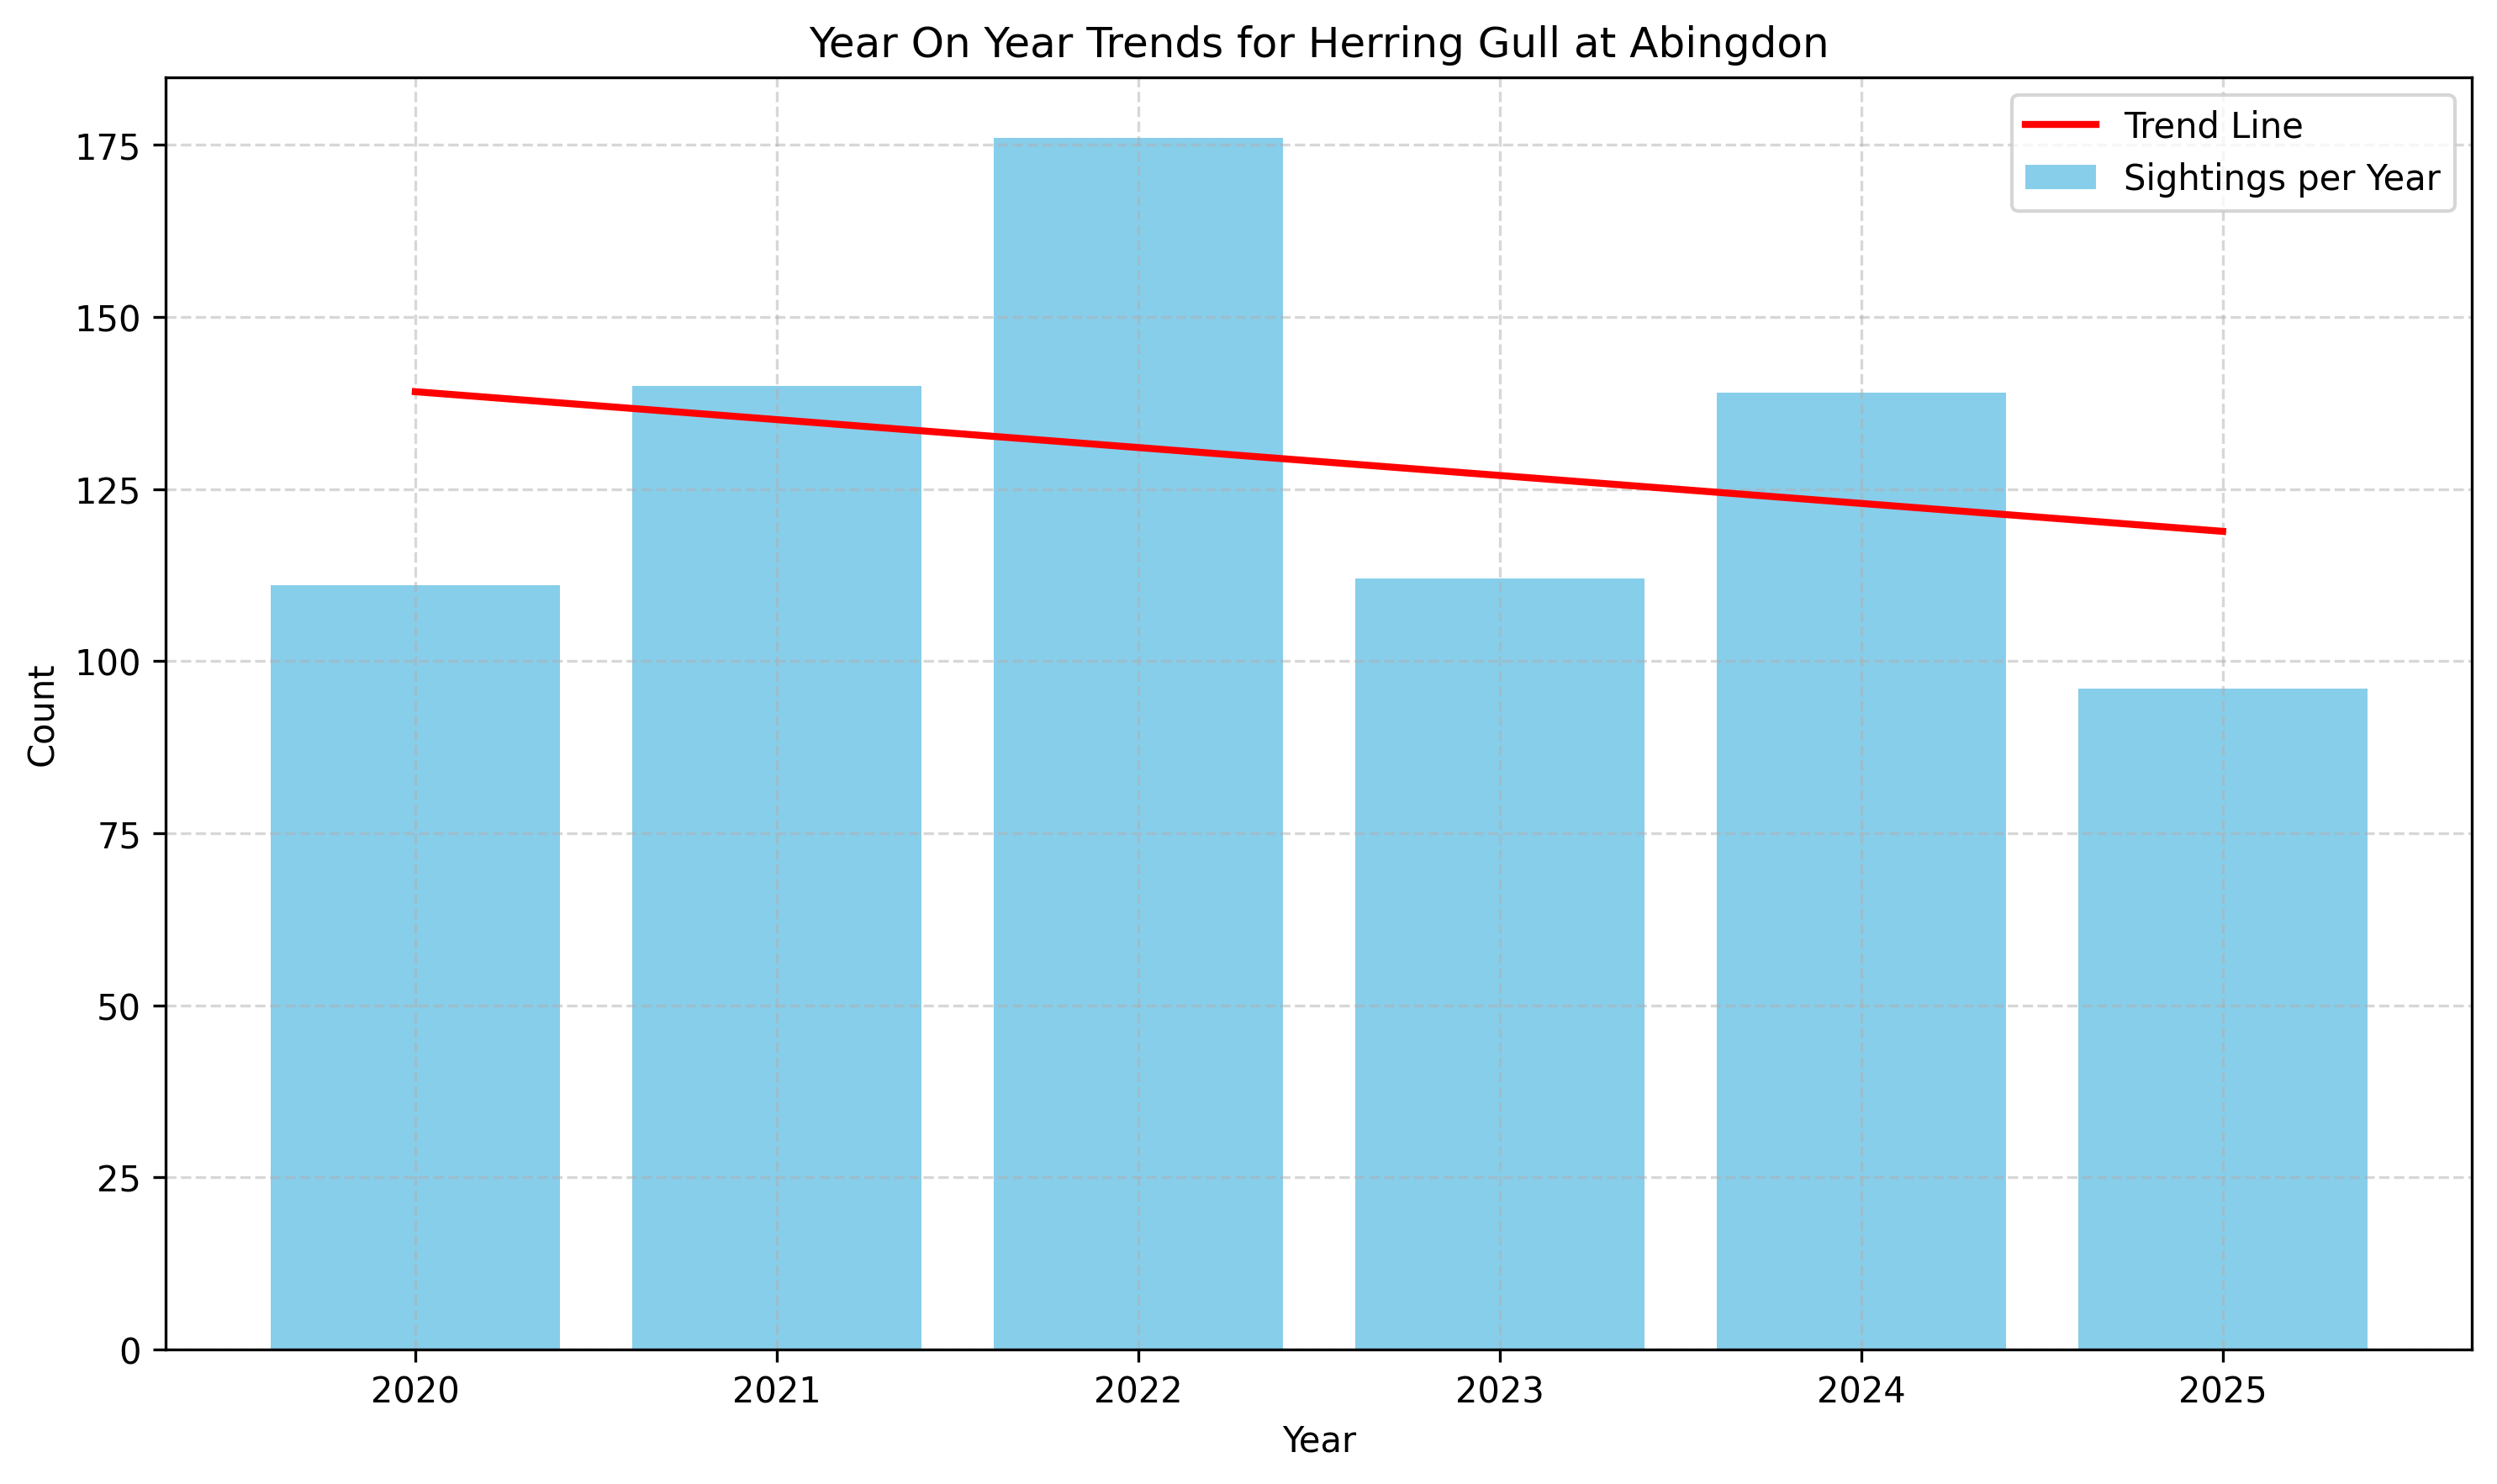 Year On Year Trends for Herring Gull at Abingdon
Trend Line
Sightings per Year
175
150
125
100
75
50
25
0
Count
2020 2021 2022 2023 2024 2025
Year